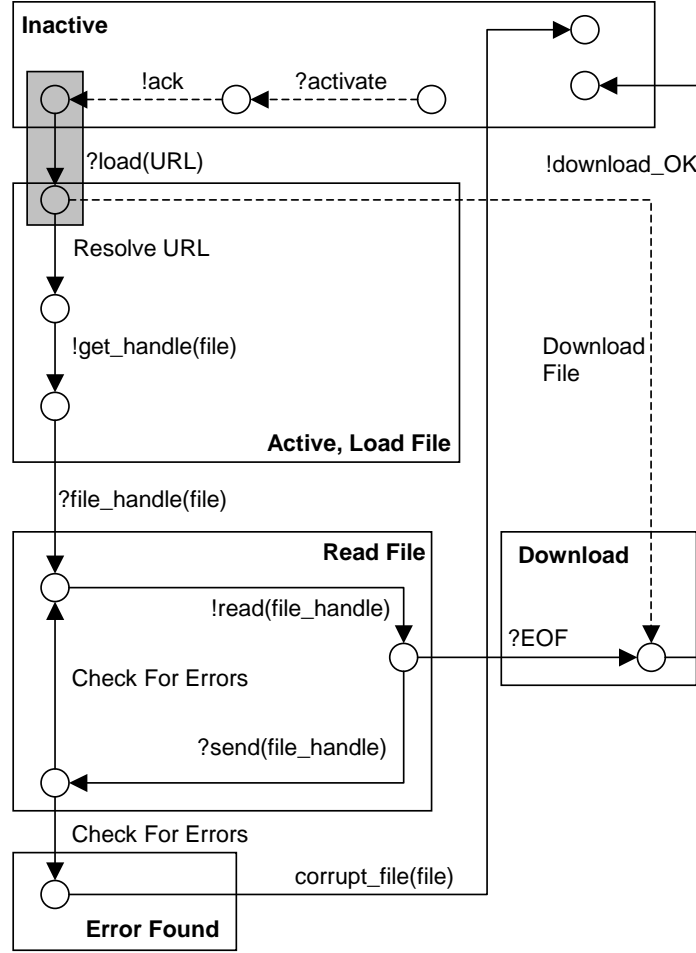 Inactive
!ack
?activate
?load(URL)
!download_OK
Resolve URL
!get_handle(file)
Download
File
Active, Load File
?file_handle(file)
Read File
Download
!read(file_handle)
?EOF
Check For Errors
?send(file_handle)
Check For Errors
corrupt_file(file)
Error Found